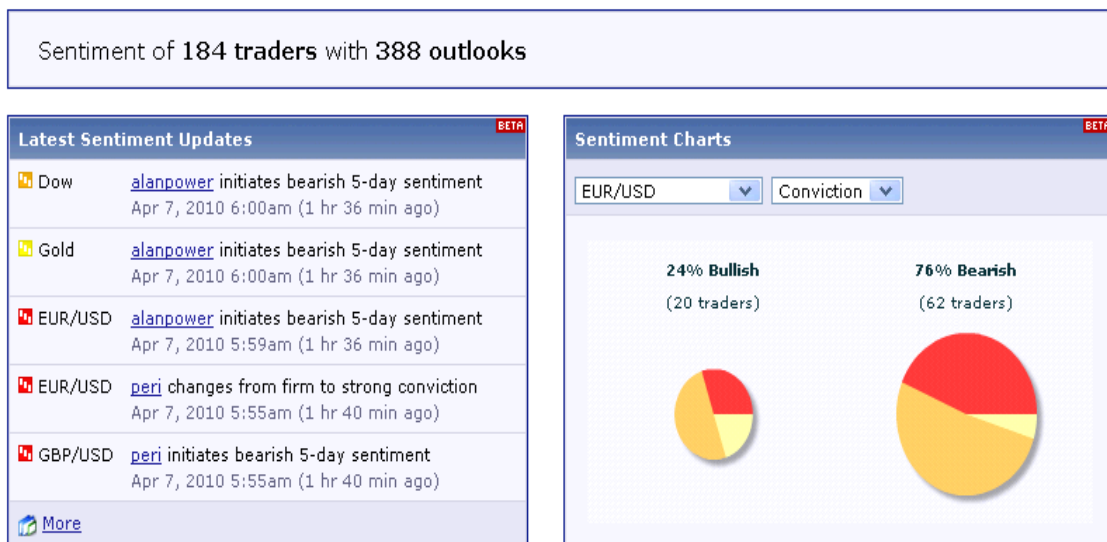 Sentiment of 184 traders with 388 outlooks
Latest Sentiment Updates
BETA
Dow
alanpower initiates bearish 5-day sentiment
Apr 7, 2010 6:00am (1 hr 36 min ago)
Gold
alanpower initiates bearish 5-day sentiment
Apr 7, 2010 6:00am (1 hr 36 min ago)
EUR/USD
alanpower initiates bearish 5-day sentiment
Apr 7, 2010 5:59am (1 hr 36 min ago)
EUR/USD
peri changes from firm to strong conviction
Apr 7, 2010 5:55am (1 hr 40 min ago)
GBP/USD
peri initiates bearish 5-day sentiment
Apr 7, 2010 5:55am (1 hr 40 min ago)
More
Sentiment Charts
BETA
EUR/USD
Conviction
24% Bullish
(20 traders)
76% Bearish
(62 traders)